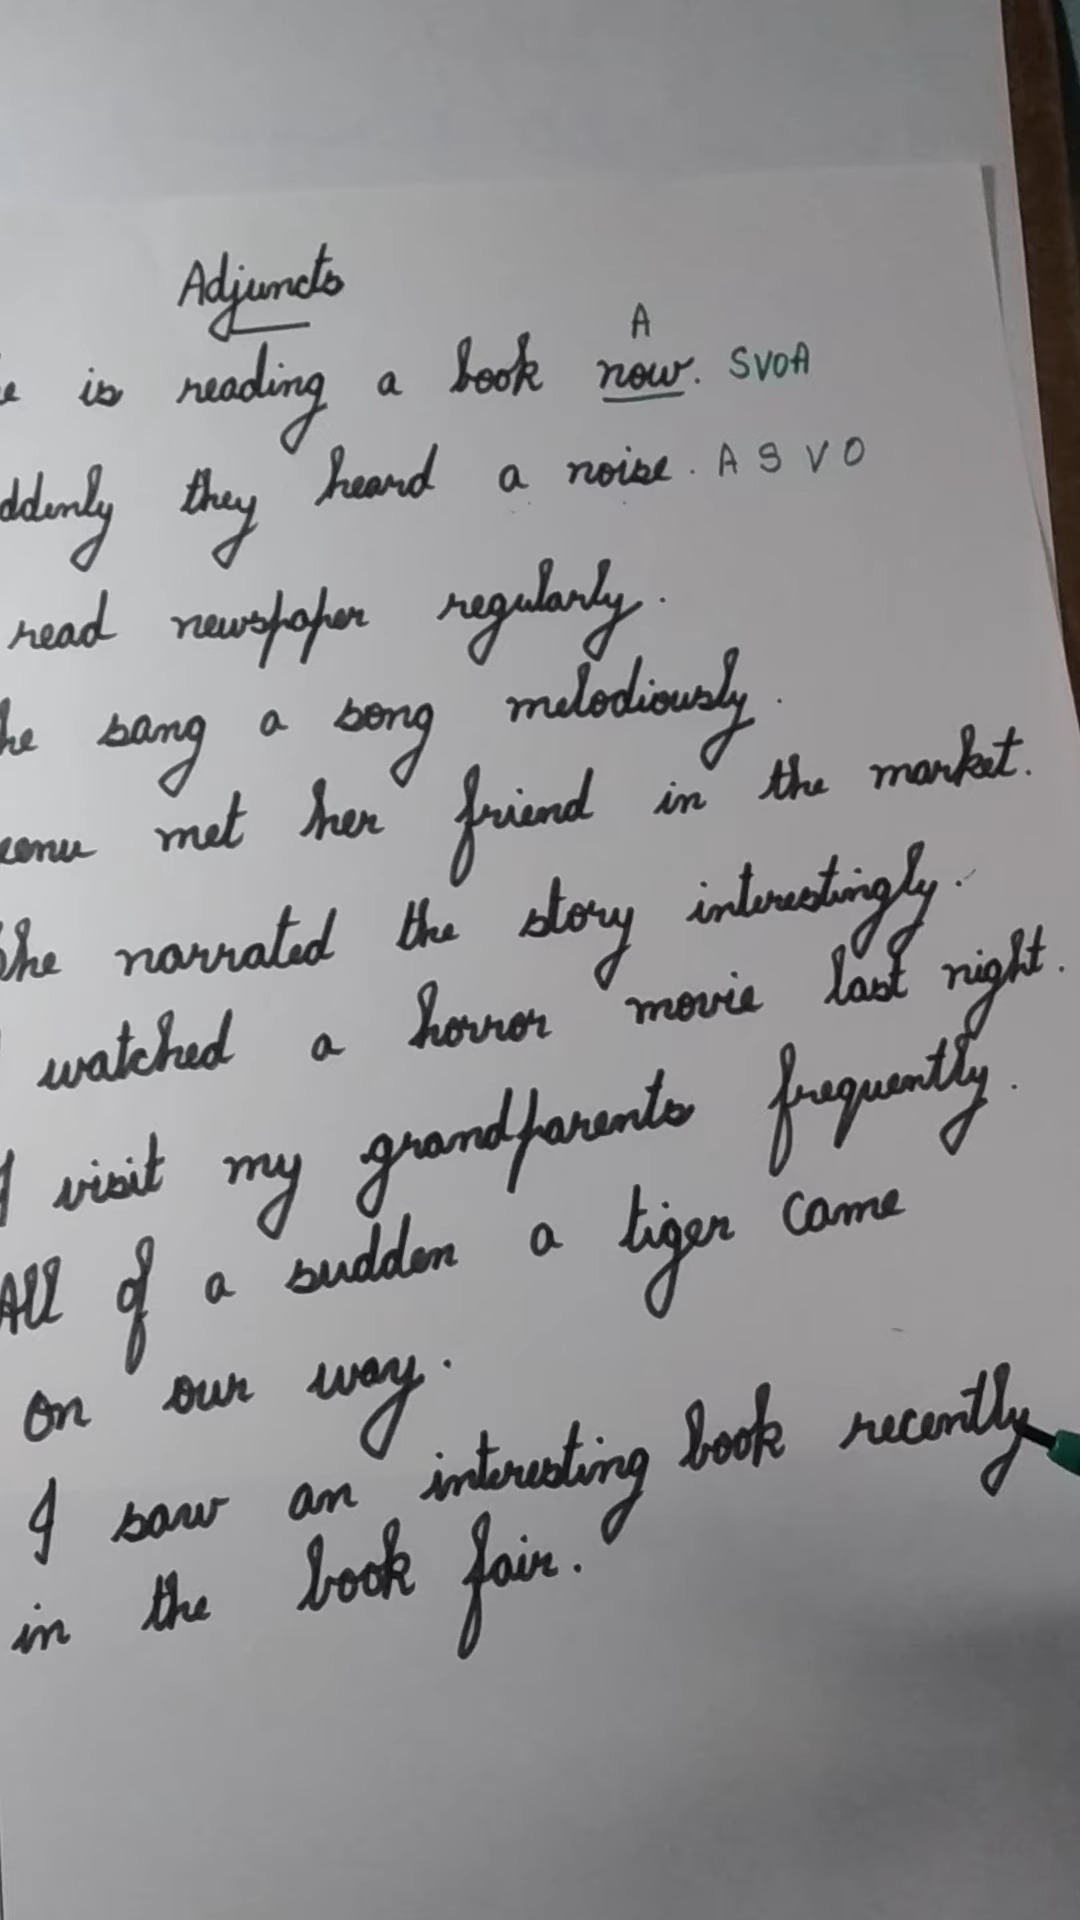 Adjuncts
A
is reading a book now. SVOA
they heard a noise. A S V O
read newspaper regularly.
sang a song melodiously.
met her friend in the market.
She narrated the story interestingly.
I watched a horror movie last night.
I visit my grandparents frequently.
All of a sudden a tiger came
on our way.
I saw an interesting book recently
in the book fair.